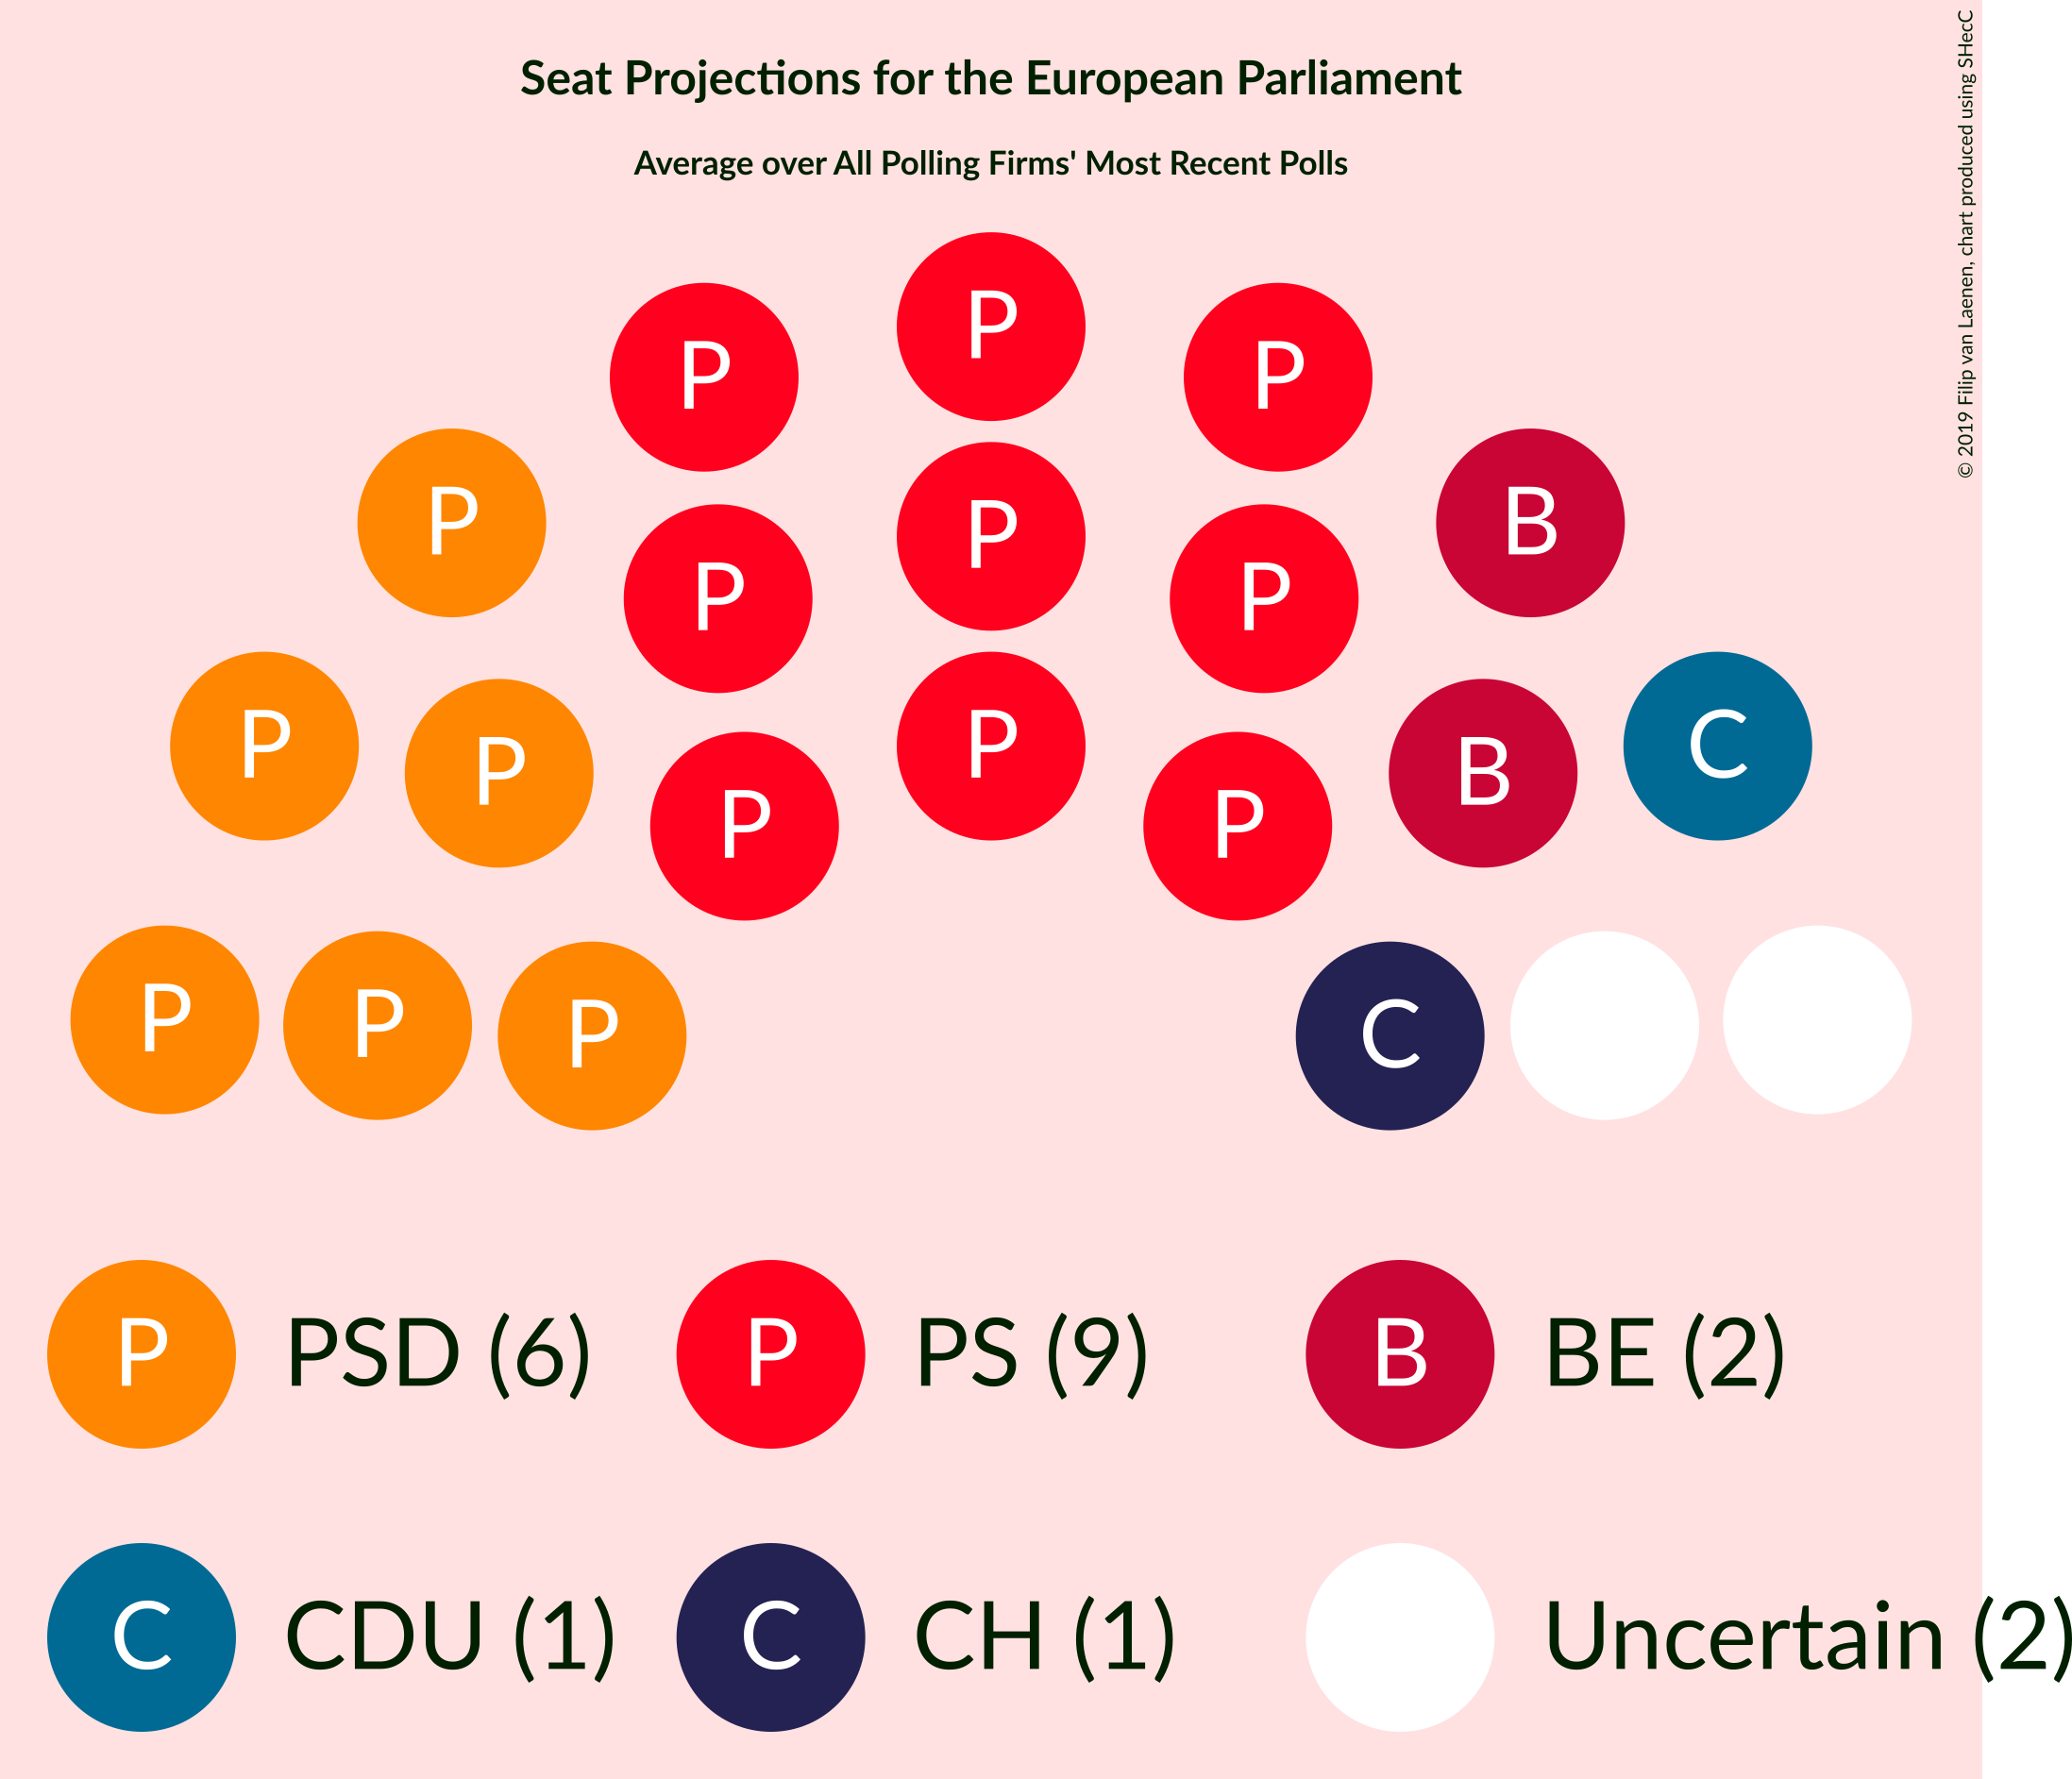 Seat Projections for the European Parliament
Average over All Polling Firms' Most Recent Polls
© 2019 Filip van Laenen, chart produced using SHecC
P
P P
P B
P
P P
P
P P C
P B
P P
P P P C
P PSD (6) P PS (9) B BE (2)
C CDU (1) C CH (1) Uncertain (2)